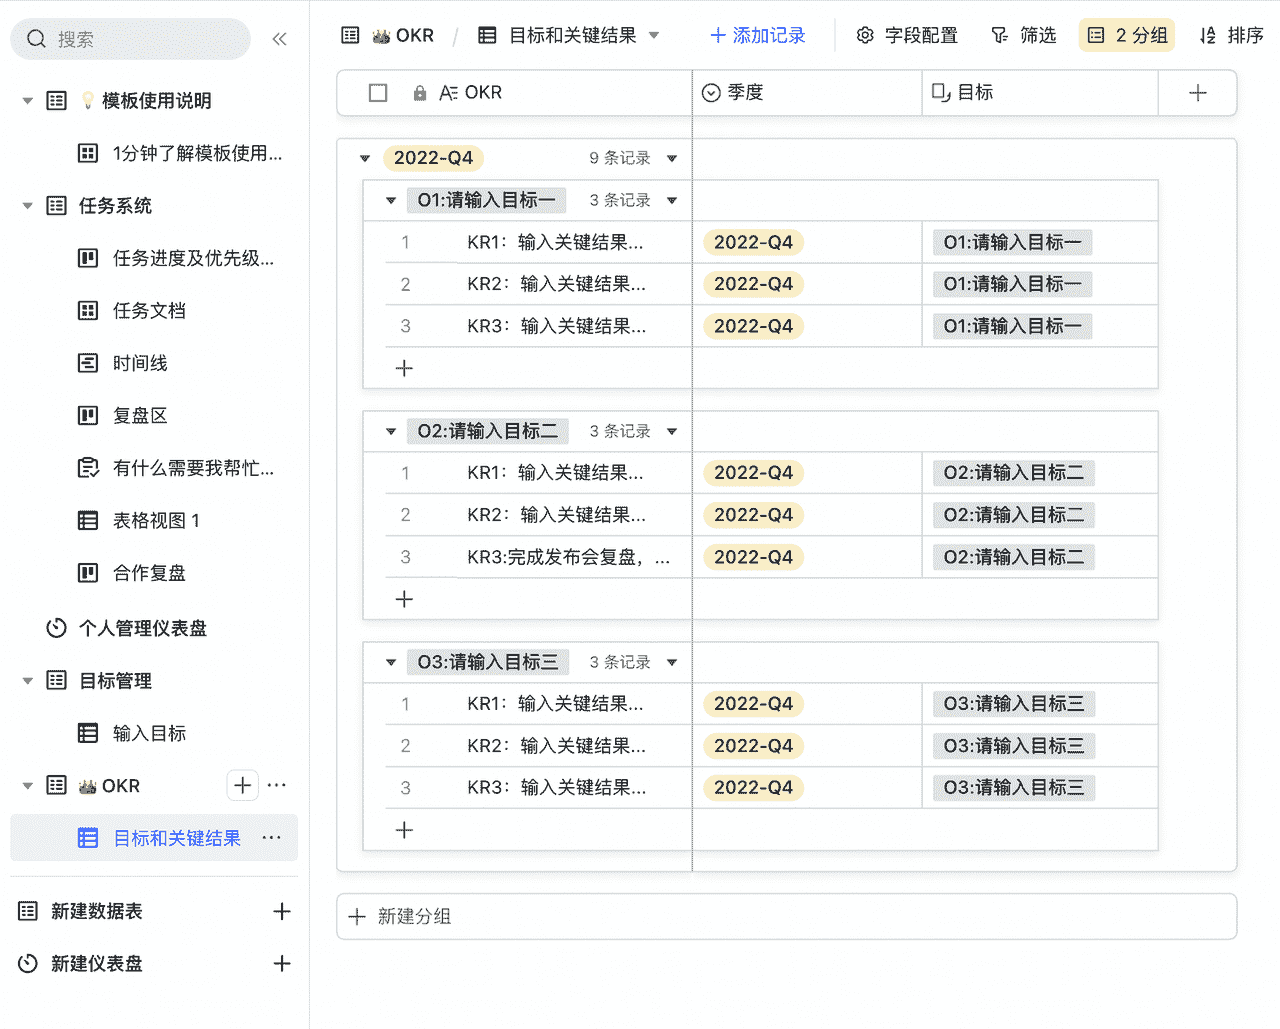 搜索
模板使用说明
1分钟了解模板使用...
任务系统
任务进度及优先级...
任务文档
时间线
复盘区
有什么需要我帮忙...
表格视图 1
合作复盘
个人管理仪表盘
目标管理
输入目标
OKR
目标和关键结果
新建数据表
新建仪表盘
OKR / 目标和关键结果 添加记录 字段配置 筛选 2 分组 排序
OKR 季度 目标
2022-Q4 9 条记录
O1:请输入目标一 3 条记录
1 KR1：输入关键结果... 2022-Q4 O1:请输入目标一
2 KR2：输入关键结果... 2022-Q4 O1:请输入目标一
3 KR3：输入关键结果... 2022-Q4 O1:请输入目标一
O2:请输入目标二 3 条记录
1 KR1：输入关键结果... 2022-Q4 O2:请输入目标二
2 KR2：输入关键结果... 2022-Q4 O2:请输入目标二
3 KR3:完成发布会复盘，... 2022-Q4 O2:请输入目标二
O3:请输入目标三 3 条记录
1 KR1：输入关键结果... 2022-Q4 O3:请输入目标三
2 KR2：输入关键结果... 2022-Q4 O3:请输入目标三
3 KR3：输入关键结果... 2022-Q4 O3:请输入目标三
新建分组